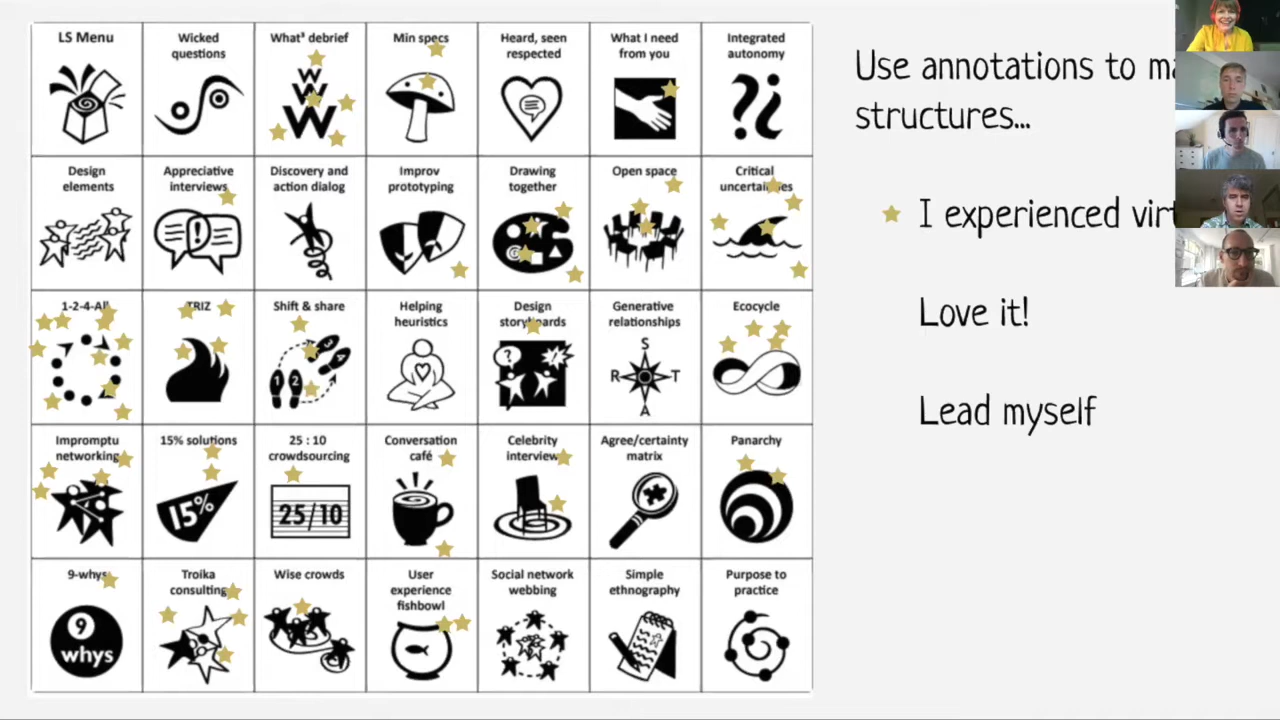 LS Menu
Wicked
questions
What³ debrief
Min specs
Heard, seen
respected
What I need
from you
Integrated
autonomy
W
W
W
?¿
Design
elements
Appreciative
interviews
Discovery and
action dialog
Improv
prototyping
Drawing
together
Open space
Critical
uncertainties
!
1-2-4-All
TRIZ
Shift & share
Helping
heuristics
Design
storyboards
Generative
relationships
Ecocycle
1 2 3 4
? !
S
R T
A
Impromptu
networking
15% solutions
25 : 10
crowdsourcing
Conversation
café
Celebrity
interview
Agree/certainty
matrix
Panarchy
15%
25/10
9-whys
Troika
consulting
Wise crowds
User
experience
fishbowl
Social network
webbing
Simple
ethnography
Purpose to
practice
9
whys
Use annotations to
structures...
I experienced
Love it!
Lead myself